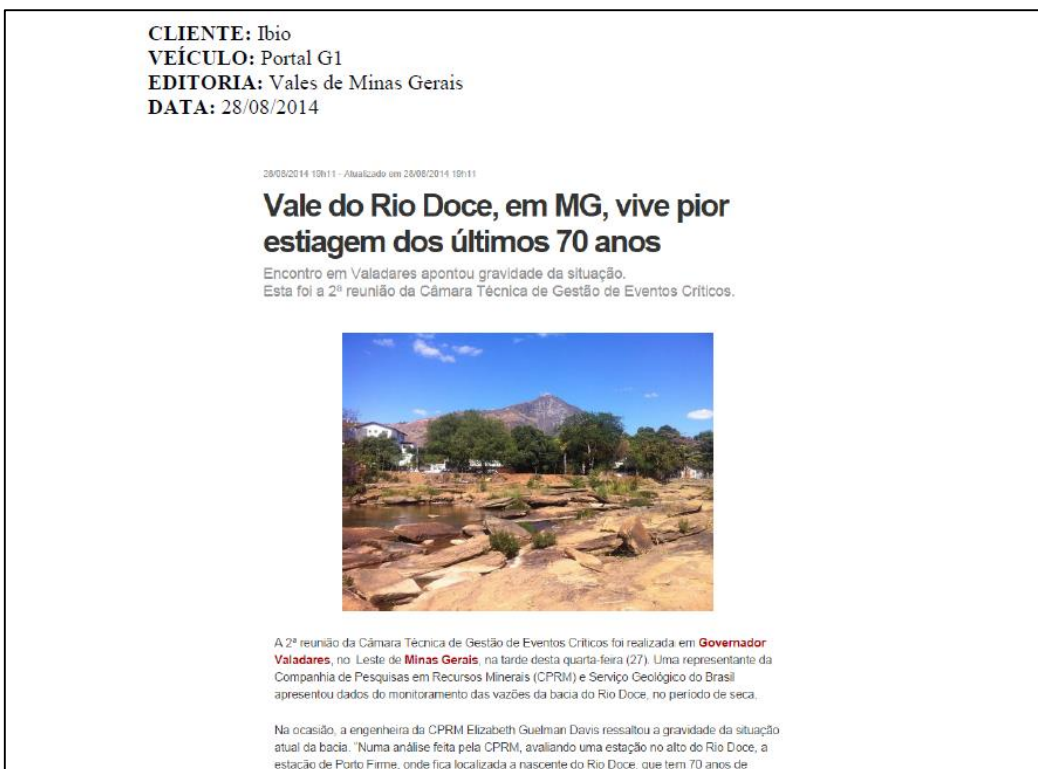 CLIENTE: Ibio
VEÍCULO: Portal G1
EDITORIA: Vales de Minas Gerais
DATA: 28/08/2014
28/08/2014 19h11 - Atualizado em 28/08/2014 19h11
Vale do Rio Doce, em MG, vive pior
estiagem dos últimos 70 anos
Encontro em Valadares apontou gravidade da situação.
Esta foi a 2ª reunião da Câmara Técnica de Gestão de Eventos Críticos.
A 2ª reunião da Câmara Técnica de Gestão de Eventos Críticos foi realizada em Governador
Valadares, no Leste de Minas Gerais, na tarde desta quarta-feira (27). Uma representante da
Companhia de Pesquisas em Recursos Minerais (CPRM) e Serviço Geológico do Brasil
apresentou dados do monitoramento das vazões da bacia do Rio Doce, no período de seca.
Na ocasião, a engenheira da CPRM Elizabeth Guelman Davis ressaltou a gravidade da situação
atual da bacia. "Numa análise feita pela CPRM, avaliando uma estação no alto do Rio Doce, a
estação de Porto Firme, onde fica localizada a nascente do Rio Doce, que tem 70 anos de